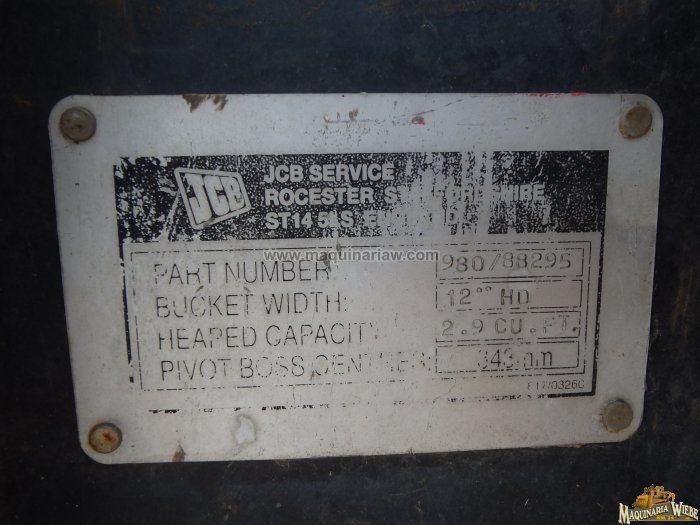 JCB
JCB SERVICE
ROCESTER
ST14 5LS
www.maquinariaw.com
PART NUMBER: 980/88295
BUCKET WIDTH: 12"" HD
HEAPED CAPACITY 2.9 CU.FT.
PIVOT BOSS 343mm
MAQUINARIA WIEBE